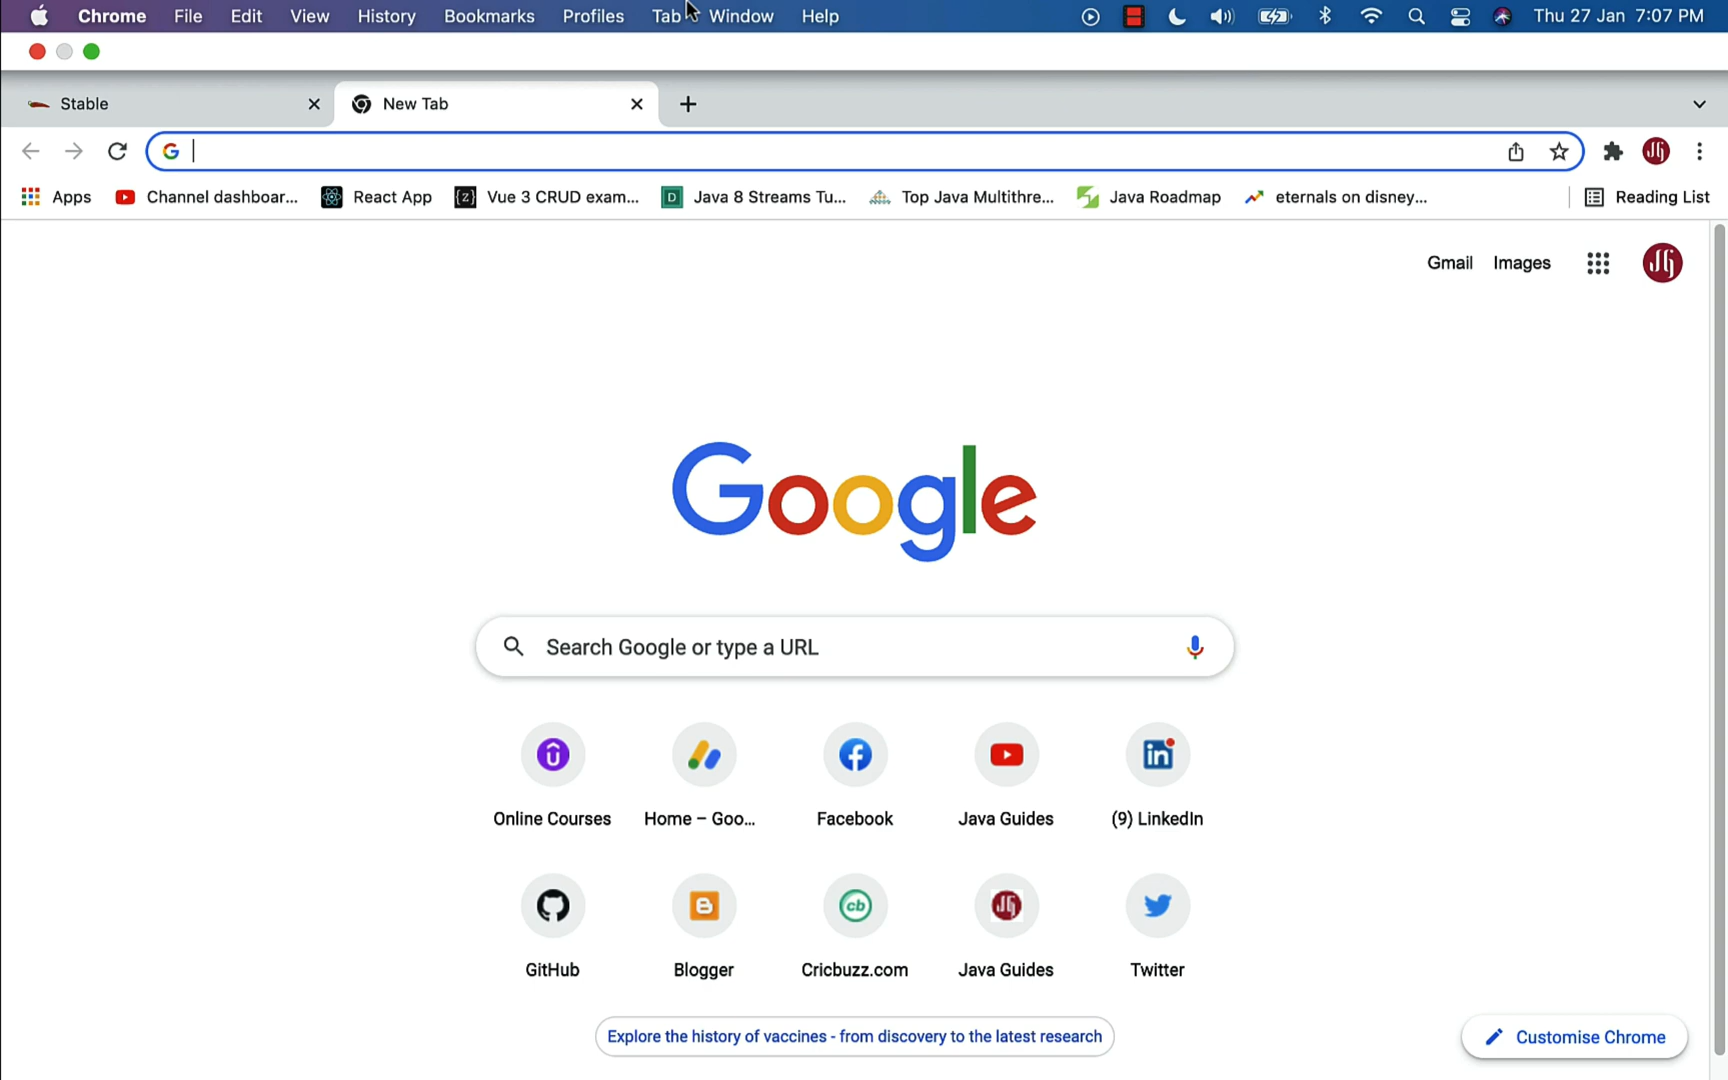 Chrome File Edit View History Bookmarks Profiles Tab Window Help Thu 27 Jan 7:07 PM
Stable New Tab
Apps Channel dashboar... React App Vue 3 CRUD exam... Java 8 Streams Tu... Top Java Multithre... Java Roadmap eternals on disney... Reading List
Gmail Images
Google
Search Google or type a URL
Online Courses Home – Goo... Facebook Java Guides (9) LinkedIn
GitHub Blogger Cricbuzz.com Java Guides Twitter
Explore the history of vaccines - from discovery to the latest research
Customise Chrome